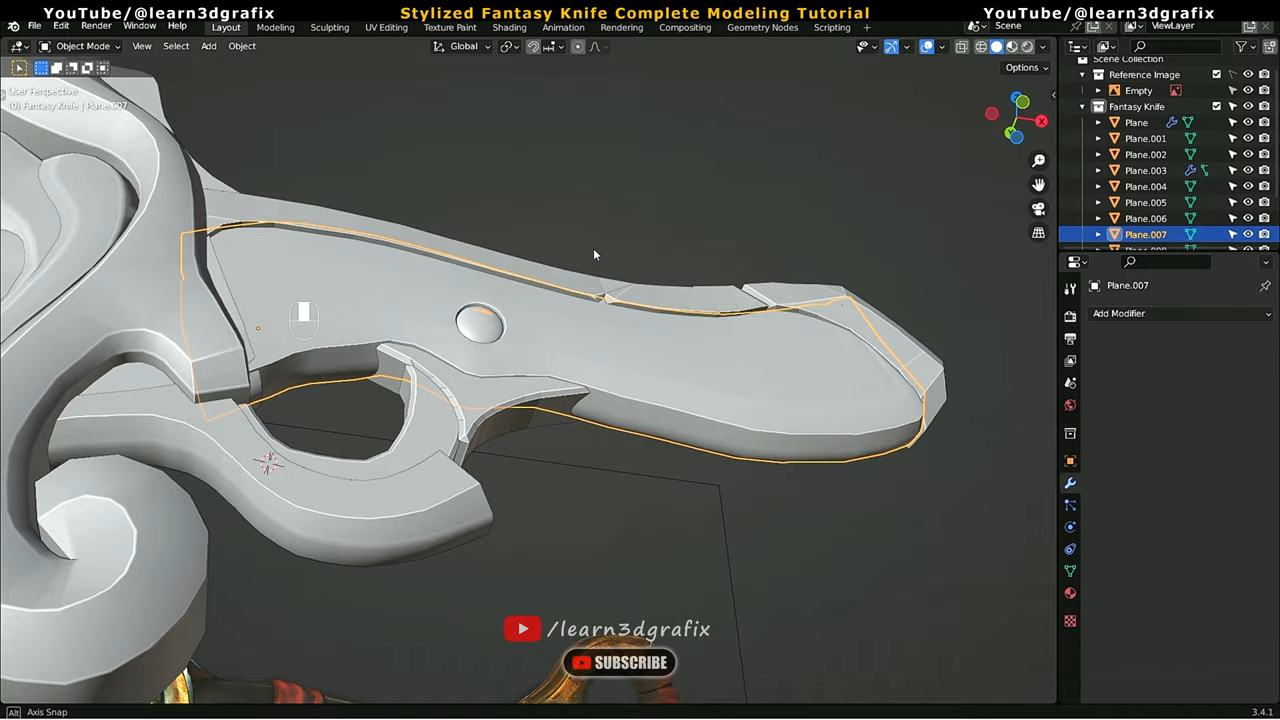 YouTube/@learn3dgrafix
Stylized Fantasy Knife Complete Modeling Tutorial
YouTube/@learn3dgrafix
File Edit Render Window Help
Layout Modeling Sculpting UV Editing Texture Paint Shading Animation Rendering Compositing Geometry Nodes Scripting +
Scene
ViewLayer
Object Mode View Select Add Object
Global
Options
User Perspective
(0) Fantasy Knife | Plane.007
Scene Collection
Reference Image
Empty
Fantasy Knife
Plane
Plane.001
Plane.002
Plane.003
Plane.004
Plane.005
Plane.006
Plane.007
Plane.007
Add Modifier
X
/learn3dgrafix
SUBSCRIBE
Alt Axis Snap
3.4.1